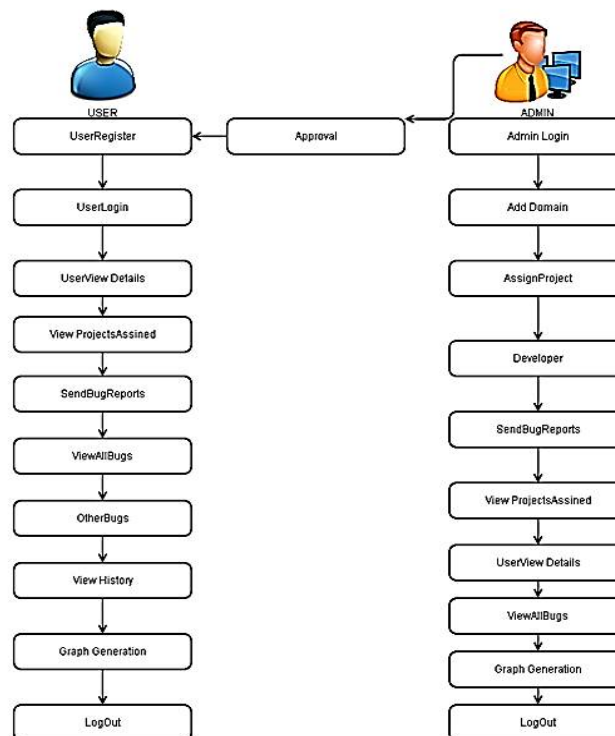 USER
ADMIN
UserRegister
Approval
Admin Login
UserLogin
Add Domain
UserView Details
AssignProject
View ProjectsAssined
Developer
SendBugReports
SendBugReports
ViewAllBugs
View ProjectsAssined
OtherBugs
UserView Details
View History
ViewAllBugs
Graph Generation
Graph Generation
LogOut
LogOut